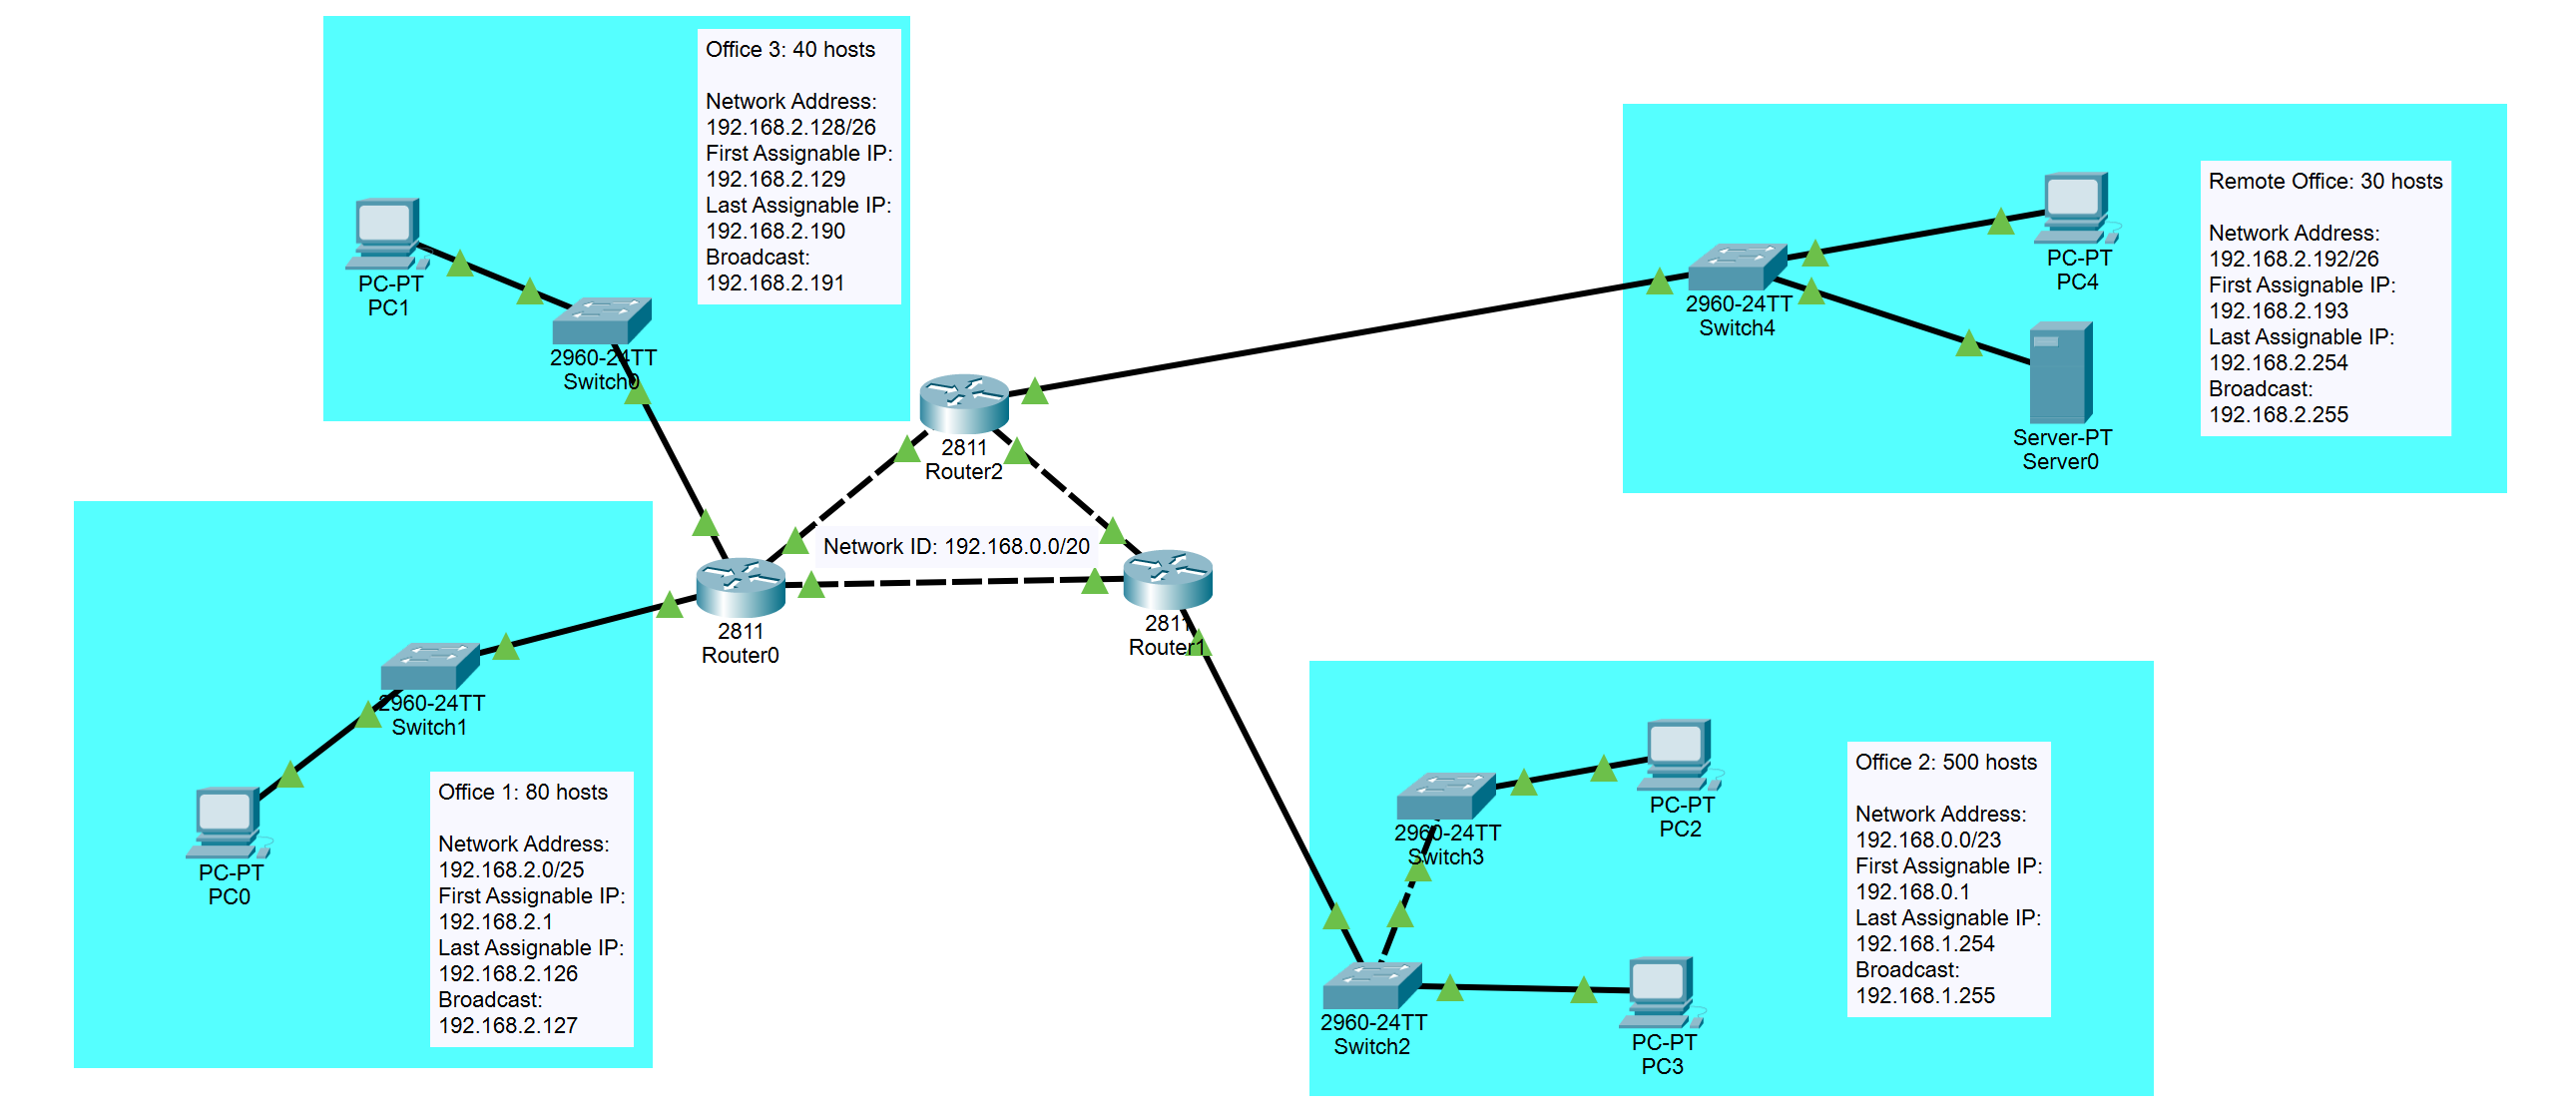 Office 3: 40 hosts
Network Address:
192.168.2.128/26
First Assignable IP:
192.168.2.129
Last Assignable IP:
192.168.2.190
Broadcast:
192.168.2.191
PC-PT
PC1
2960-24TT
Switch0
Remote Office: 30 hosts
Network Address:
192.168.2.192/26
First Assignable IP:
192.168.2.193
Last Assignable IP:
192.168.2.254
Broadcast:
192.168.2.255
PC-PT
PC4
2960-24TT
Switch4
Server-PT
Server0
2811
Router2
Network ID: 192.168.0.0/20
2811
Router0
2811
Router1
2960-24TT
Switch1
PC-PT
PC0
Office 1: 80 hosts
Network Address:
192.168.2.0/25
First Assignable IP:
192.168.2.1
Last Assignable IP:
192.168.2.126
Broadcast:
192.168.2.127
PC-PT
PC2
2960-24TT
Switch3
2960-24TT
Switch2
PC-PT
PC3
Office 2: 500 hosts
Network Address:
192.168.0.0/23
First Assignable IP:
192.168.0.1
Last Assignable IP:
192.168.1.254
Broadcast:
192.168.1.255